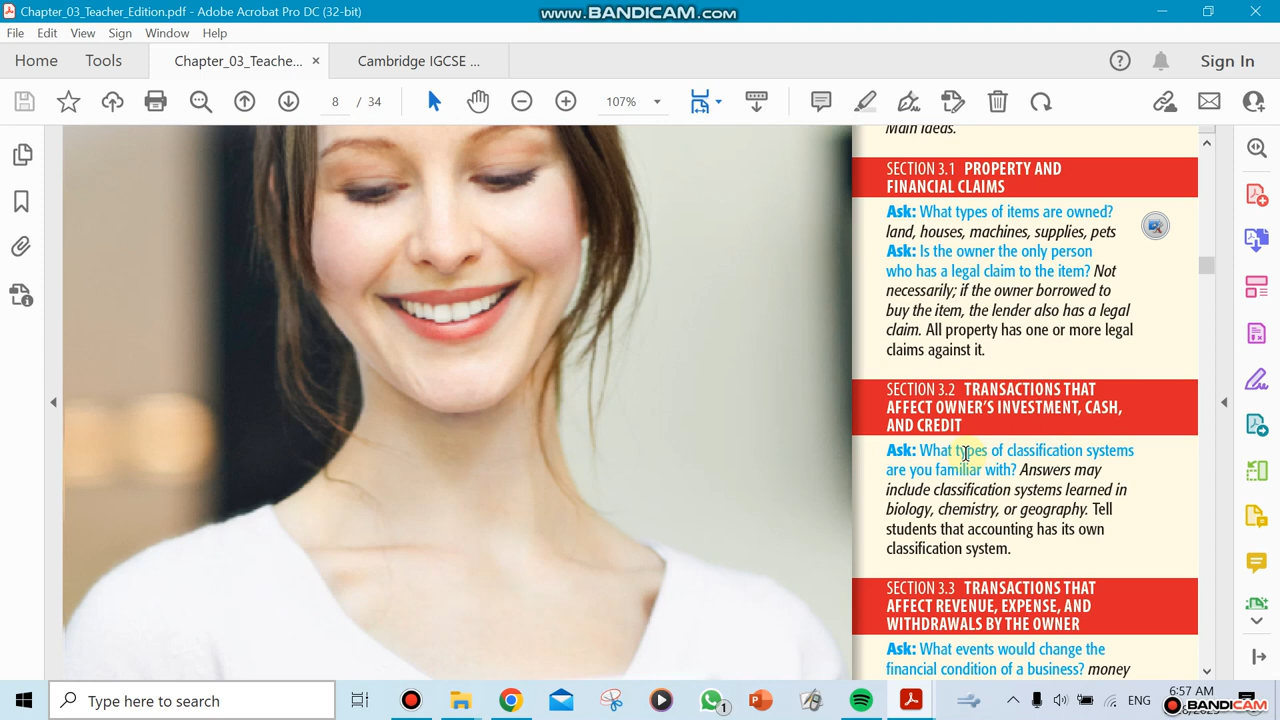 Chapter_03_Teacher_Edition.pdf - Adobe Acrobat Pro DC (32-bit)
www.BANDICAM.com
File Edit View Sign Window Help
Home Tools Chapter_03_Teache... × Cambridge IGCSE ...
Sign In
8 / 34
107%
Main Ideas.
SECTION 3.1 PROPERTY AND
FINANCIAL CLAIMS
Ask: What types of items are owned?
land, houses, machines, supplies, pets
Ask: Is the owner the only person
who has a legal claim to the item? Not
necessarily; if the owner borrowed to
buy the item, the lender also has a legal
claim. All property has one or more legal
claims against it.
SECTION 3.2 TRANSACTIONS THAT
AFFECT OWNER'S INVESTMENT, CASH,
AND CREDIT
Ask: What types of classification systems
are you familiar with? Answers may
include classification systems learned in
biology, chemistry, or geography. Tell
students that accounting has its own
classification system.
SECTION 3.3 TRANSACTIONS THAT
AFFECT REVENUE, EXPENSE, AND
WITHDRAWALS BY THE OWNER
Ask: What events would change the
financial condition of a business? money
Type here to search
1
ENG
6:57 AM
BANDICAM